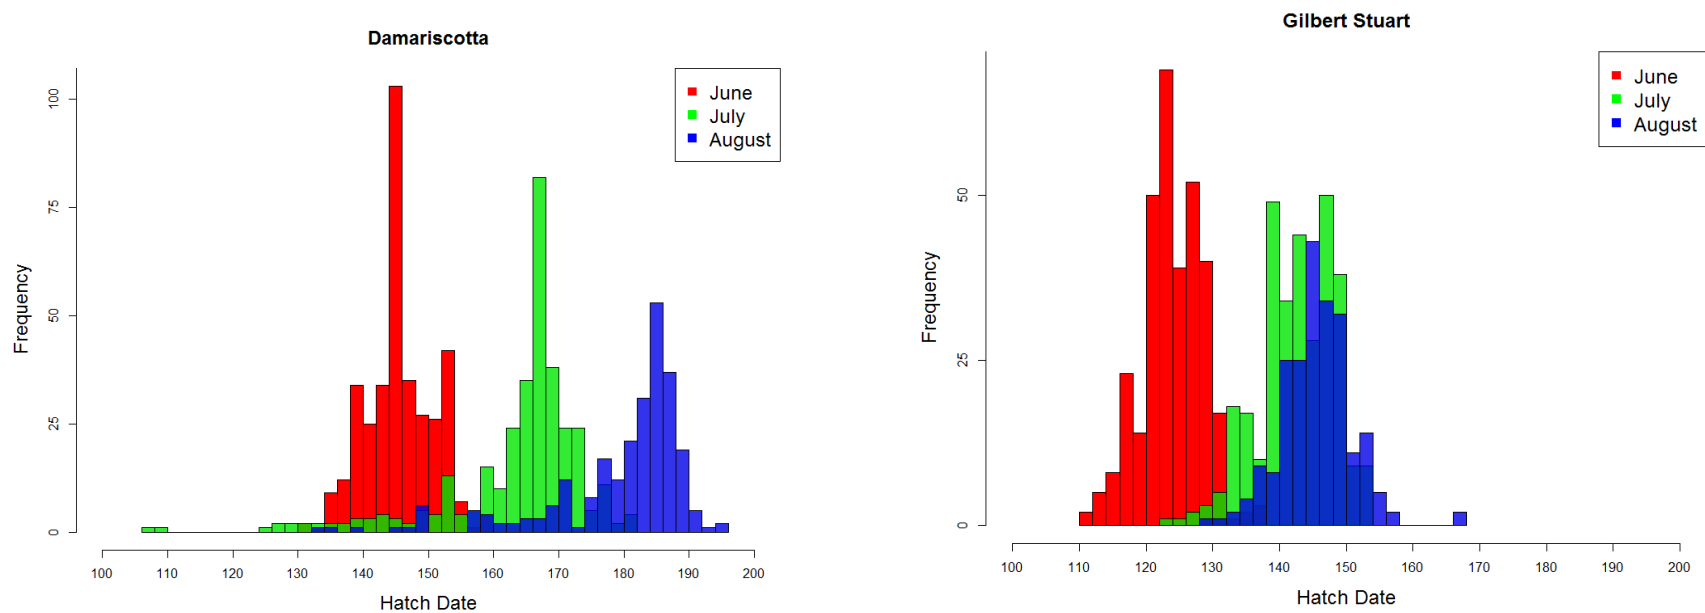 Damariscotta
June
July
August
Frequency
0
25
50
75
100
100 110 120 130 140 150 160 170 180 190 200
Hatch Date
Gilbert Stuart
June
July
August
Frequency
0
25
50
100 110 120 130 140 150 160 170 180 190 200
Hatch Date